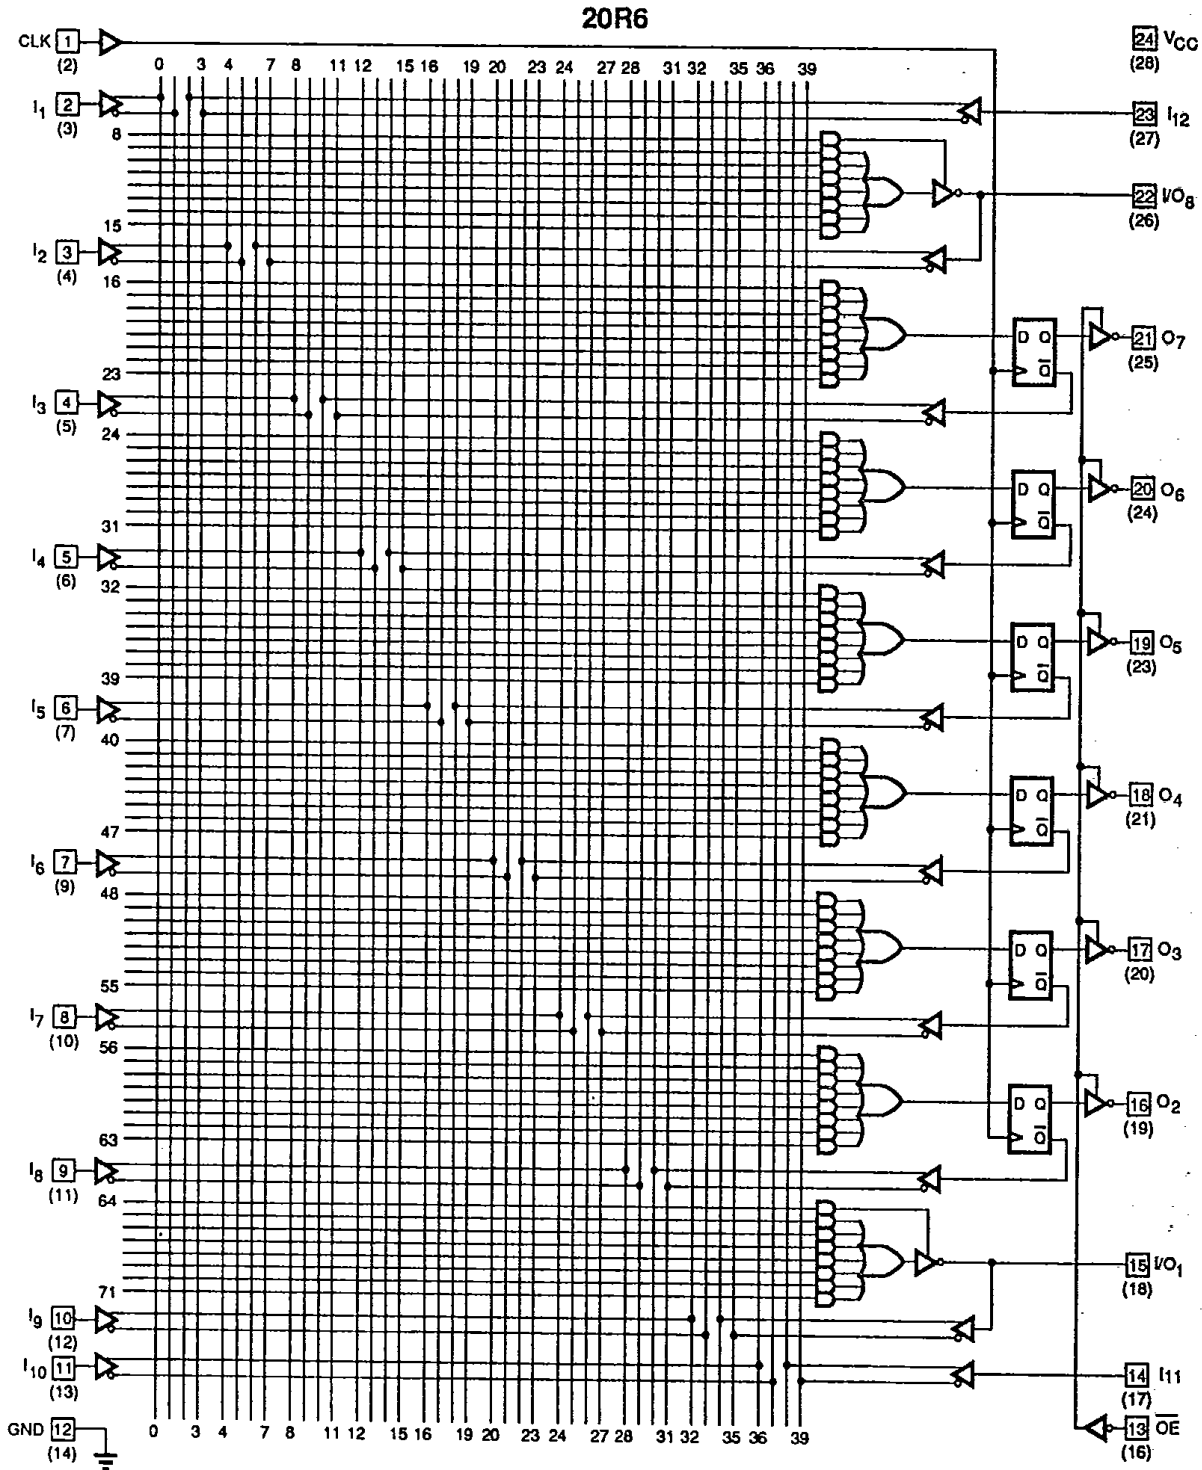 20R6
CLK 1 (2)
24 VCC (28)
0 3 4 7 8 11 12 15 16 19 20 23 24 27 28 31 32 35 36 39
I1 2 (3)
23 I12 (27)
8
22 I/O8 (26)
15
I2 3 (4)
16
D Q Q̅
21 O7 (25)
23
I3 4 (5)
24
D Q Q̅
20 O6 (24)
31
I4 5 (6)
32
D Q Q̅
19 O5 (23)
39
I5 6 (7)
40
D Q Q̅
18 O4 (21)
47
I6 7 (9)
48
D Q Q̅
17 O3 (20)
55
I7 8 (10)
56
D Q Q̅
16 O2 (19)
63
I8 9 (11)
64
15 I/O1 (18)
71
I9 10 (12)
I10 11 (13)
14 I11 (17)
GND 12 (14)
0 3 4 7 8 11 12 15 16 19 20 23 24 27 28 31 32 35 36 39
13 O̅E̅ (16)